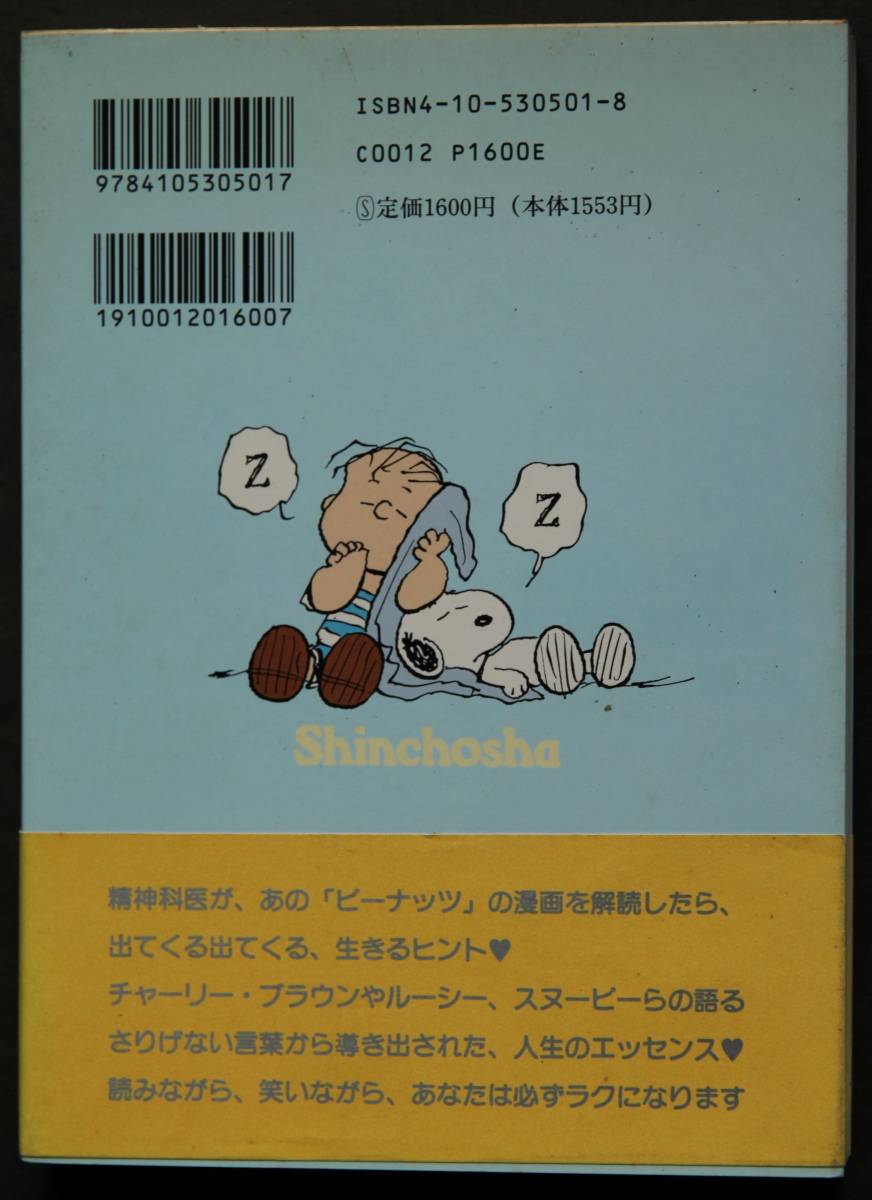 ISBN4-10-530501-8
C0012 P1600E
9784105305017
Ⓢ定価1600円（本体1553円）
1910012016007
Z
Z
Shinchosha
精神科医が、あの「ピーナッツ」の漫画を解読したら、
出てくる出てくる、生きるヒント♥
チャーリー・ブラウンやルーシー、スヌーピーらの語る
さりげない言葉から導き出された、人生のエッセンス♥
読みながら、笑いながら、あなたは必ずラクになります